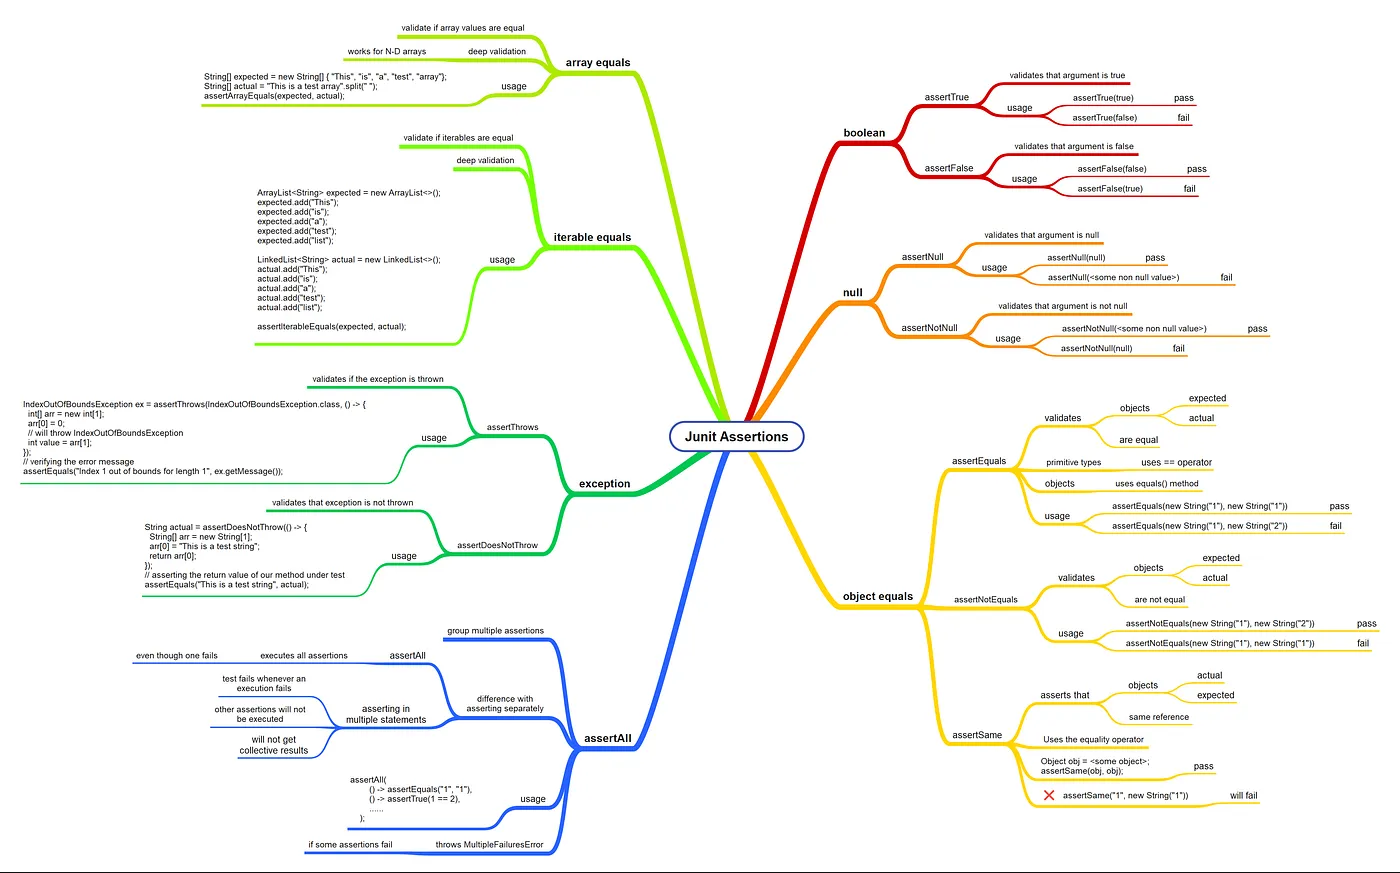 Junit Assertions
array equals
validate if array values are equal
works for N-D arrays
deep validation
usage
String[] expected = new String[] { "This", "is", "a", "test", "array"};
String[] actual = "This is a test array".split(" ");
assertArrayEquals(expected, actual);
iterable equals
validate if iterables are equal
deep validation
usage
ArrayList<String> expected = new ArrayList<>();
expected.add("This");
expected.add("is");
expected.add("a");
expected.add("test");
expected.add("list");
LinkedList<String> actual = new LinkedList<>();
actual.add("This");
actual.add("is");
actual.add("a");
actual.add("test");
actual.add("list");
assertIterableEquals(expected, actual);
exception
assertThrows
validates if the exception is thrown
usage
IndexOutOfBoundsException ex = assertThrows(IndexOutOfBoundsException.class, () -> {
int[] arr = new int[1];
arr[0] = 0;
// will throw IndexOutOfBoundsException
int value = arr[1];
});
// verifying the error message
assertEquals("Index 1 out of bounds for length 1", ex.getMessage());
assertDoesNotThrow
validates that exception is not thrown
usage
String actual = assertDoesNotThrow(() -> {
String[] arr = new String[1];
arr[0] = "This is a test string";
return arr[0];
});
// asserting the return value of our method under test
assertEquals("This is a test string", actual);
assertAll
group multiple assertions
difference with
asserting separately
assertAll
executes all assertions
even though one fails
asserting in
multiple statements
test fails whenever an
execution fails
other assertions will not
be executed
will not get
collective results
usage
assertAll(
() -> assertEquals("1", "1"),
() -> assertTrue(1 == 2),
......
);
throws MultipleFailuresError
if some assertions fail
boolean
assertTrue
validates that argument is true
usage
assertTrue(true)
pass
assertTrue(false)
fail
assertFalse
validates that argument is false
usage
assertFalse(false)
pass
assertFalse(true)
fail
null
assertNull
validates that argument is null
usage
assertNull(null)
pass
assertNull(<some non null value>)
fail
assertNotNull
validates that argument is not null
usage
assertNotNull(<some non null value>)
pass
assertNotNull(null)
fail
object equals
assertEquals
validates
objects
expected
actual
are equal
primitive types
uses == operator
objects
uses equals() method
usage
assertEquals(new String("1"), new String("1"))
pass
assertEquals(new String("1"), new String("2"))
fail
assertNotEquals
validates
objects
expected
actual
are not equal
usage
assertNotEquals(new String("1"), new String("2"))
pass
assertNotEquals(new String("1"), new String("1"))
fail
assertSame
asserts that
objects
actual
expected
same reference
Uses the equality operator
Object obj = <some object>;
assertSame(obj, obj);
pass
assertSame("1", new String("1"))
will fail